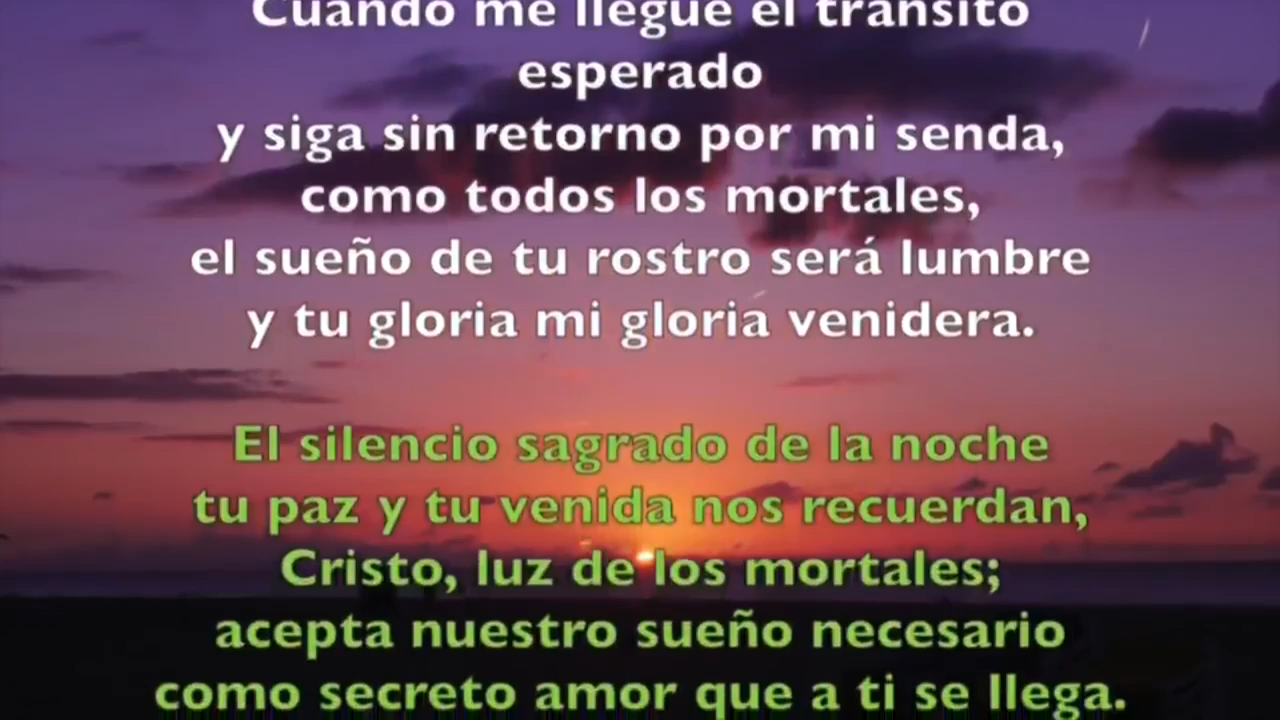 Cuando me llegue el tránsito
esperado
y siga sin retorno por mi senda,
como todos los mortales,
el sueño de tu rostro será lumbre
y tu gloria mi gloria venidera.
El silencio sagrado de la noche
tu paz y tu venida nos recuerdan,
Cristo, luz de los mortales;
acepta nuestro sueño necesario
como secreto amor que a ti se llega.